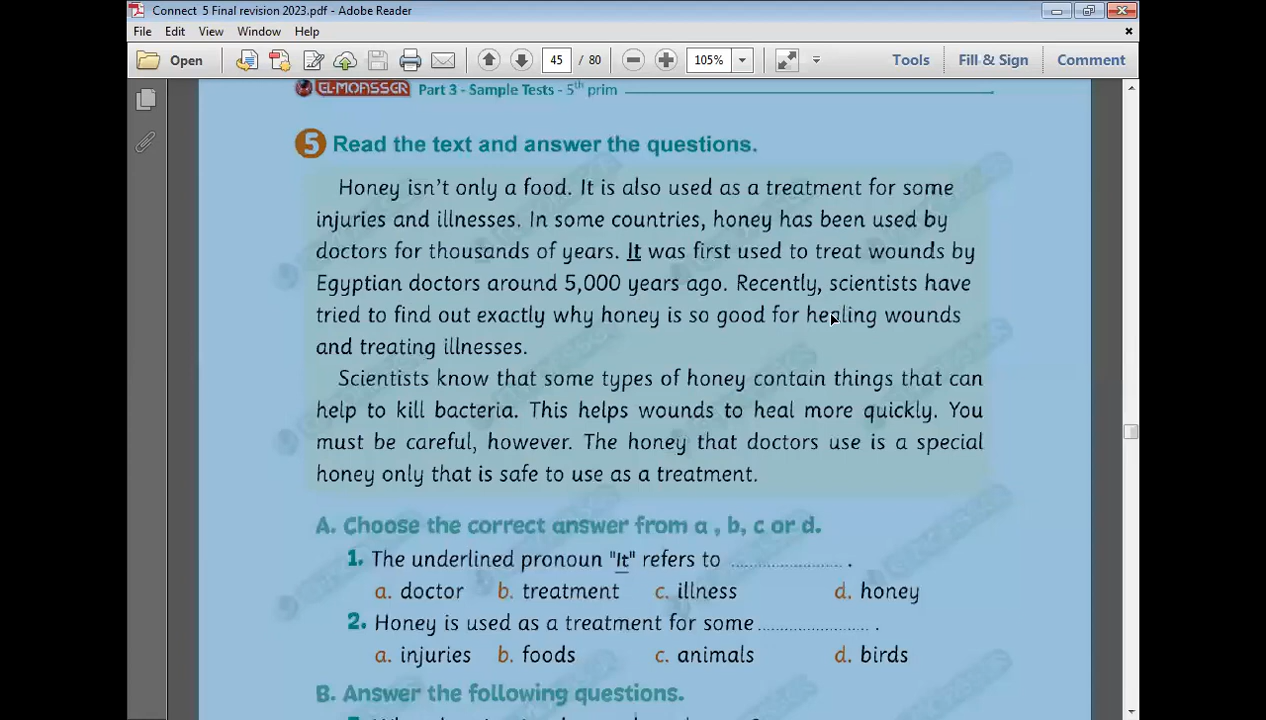 Connect 5 Final revision 2023.pdf - Adobe Reader
File Edit View Window Help
Open 45 / 80 105% Tools Fill & Sign Comment
EL-MOASSER Part 3 - Sample Tests - 5th prim
5 Read the text and answer the questions.
Honey isn't only a food. It is also used as a treatment for some
injuries and illnesses. In some countries, honey has been used by
doctors for thousands of years. It was first used to treat wounds by
Egyptian doctors around 5,000 years ago. Recently, scientists have
tried to find out exactly why honey is so good for healing wounds
and treating illnesses.
Scientists know that some types of honey contain things that can
help to kill bacteria. This helps wounds to heal more quickly. You
must be careful, however. The honey that doctors use is a special
honey only that is safe to use as a treatment.
A. Choose the correct answer from a , b, c or d.
1. The underlined pronoun "It" refers to ........................ .
a. doctor b. treatment c. illness d. honey
2. Honey is used as a treatment for some........................ .
a. injuries b. foods c. animals d. birds
B. Answer the following questions.